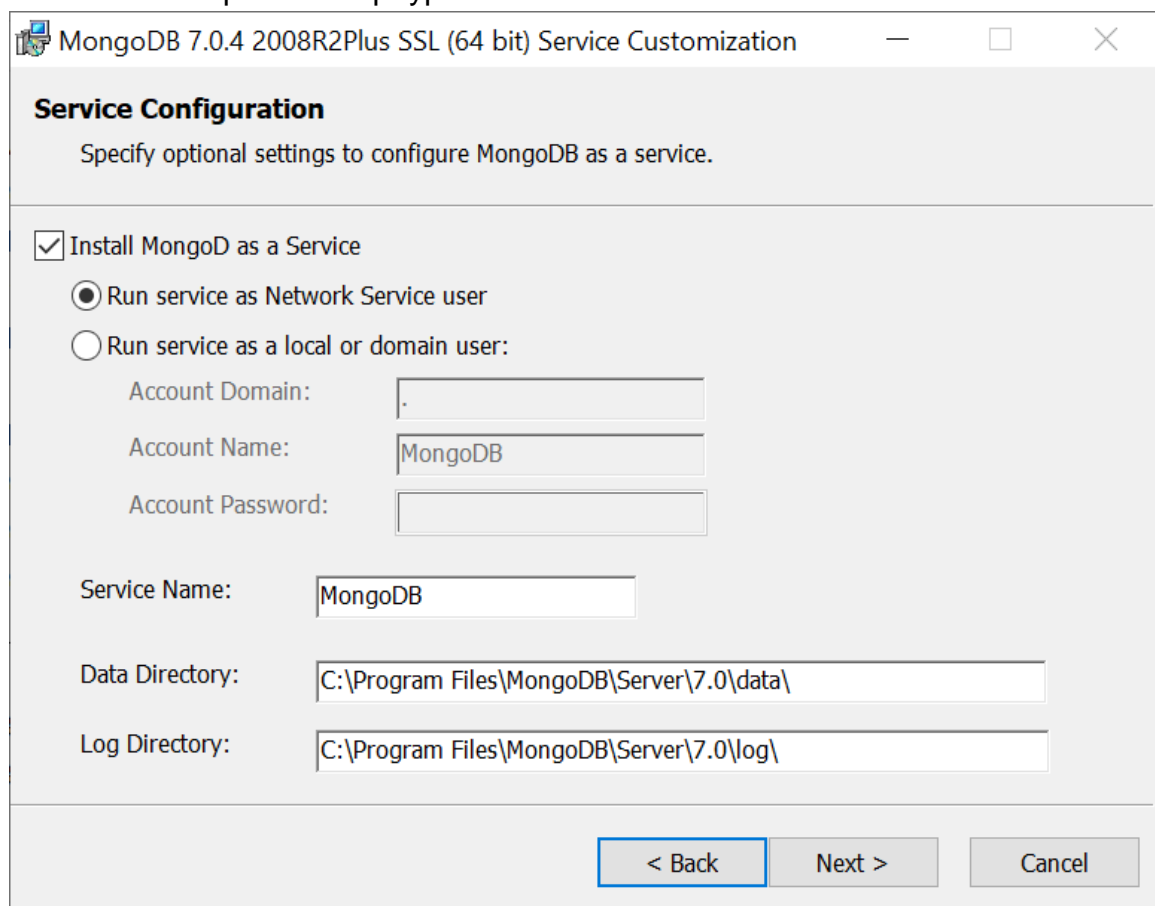 MongoDB 7.0.4 2008R2Plus SSL (64 bit) Service Customization
Service Configuration
Specify optional settings to configure MongoDB as a service.
Install MongoD as a Service
Run service as Network Service user
Run service as a local or domain user:
Account Domain: .
Account Name: MongoDB
Account Password:
Service Name: MongoDB
Data Directory: C:\Program Files\MongoDB\Server\7.0\data\
Log Directory: C:\Program Files\MongoDB\Server\7.0\log\
< Back Next > Cancel